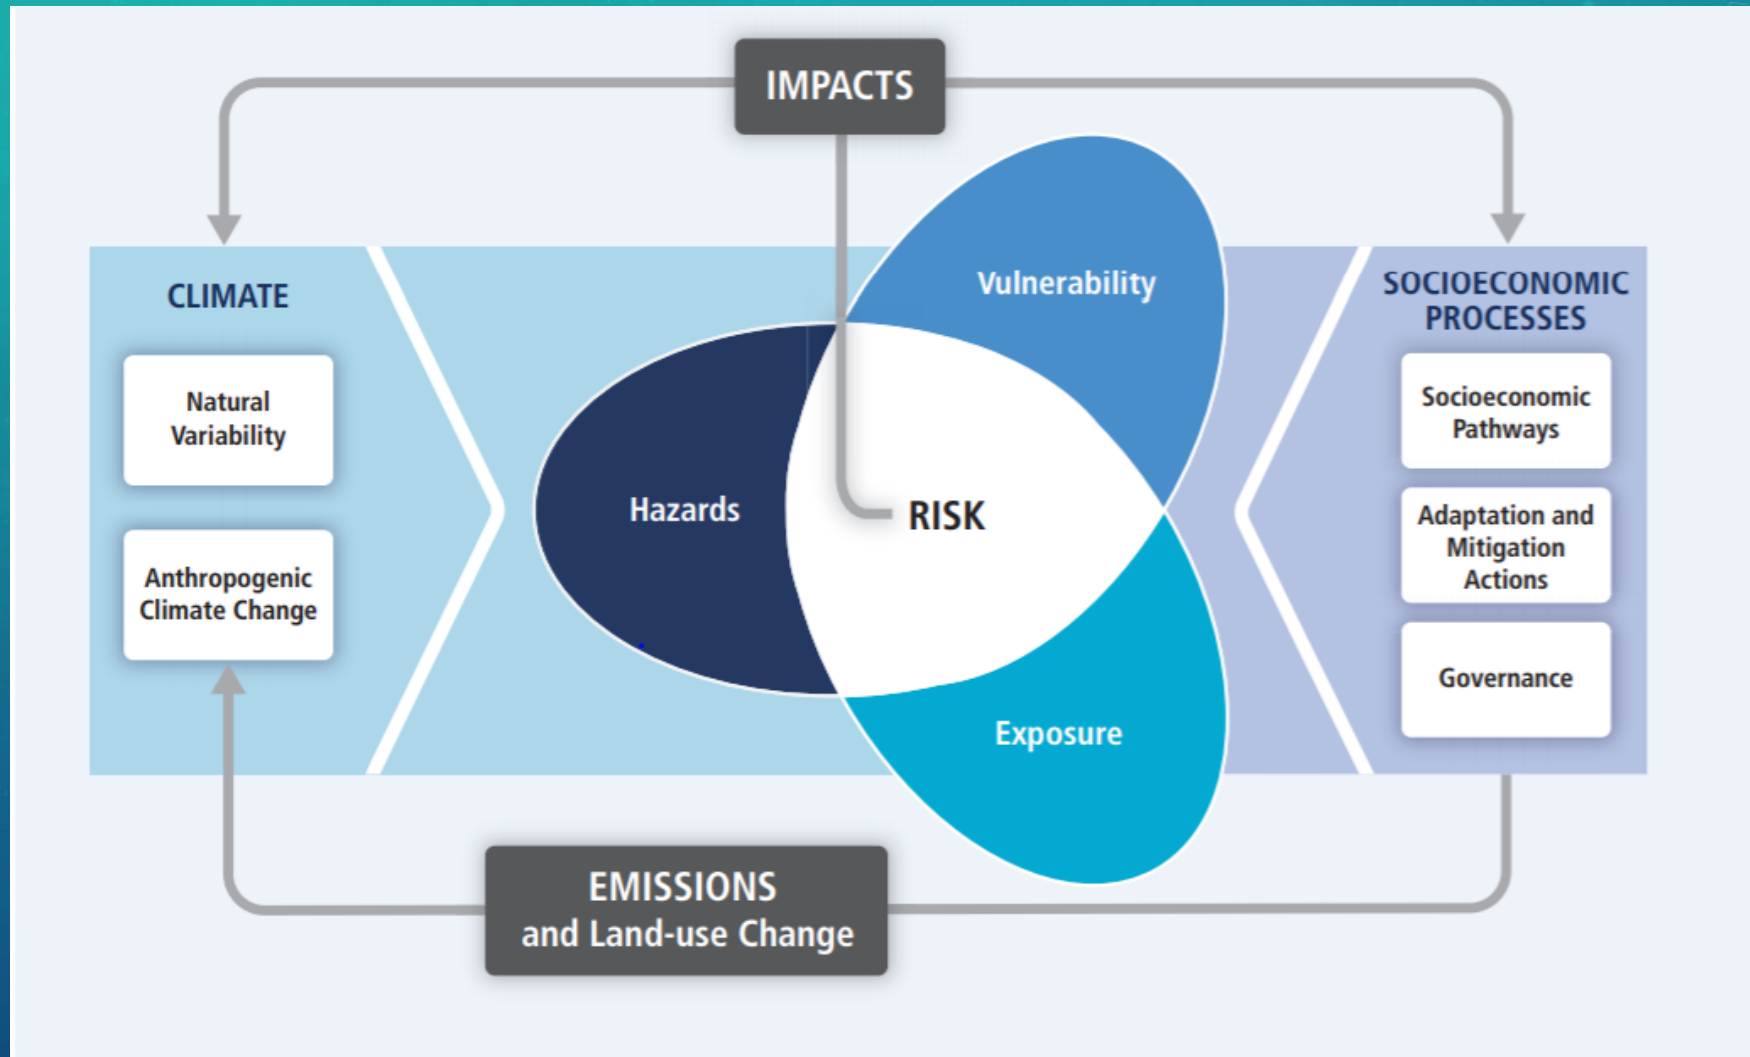 IMPACTS
CLIMATE
Natural
Variability
Anthropogenic
Climate Change
Vulnerability
Hazards
RISK
Exposure
SOCIOECONOMIC
PROCESSES
Socioeconomic
Pathways
Adaptation and
Mitigation
Actions
Governance
EMISSIONS
and Land-use Change